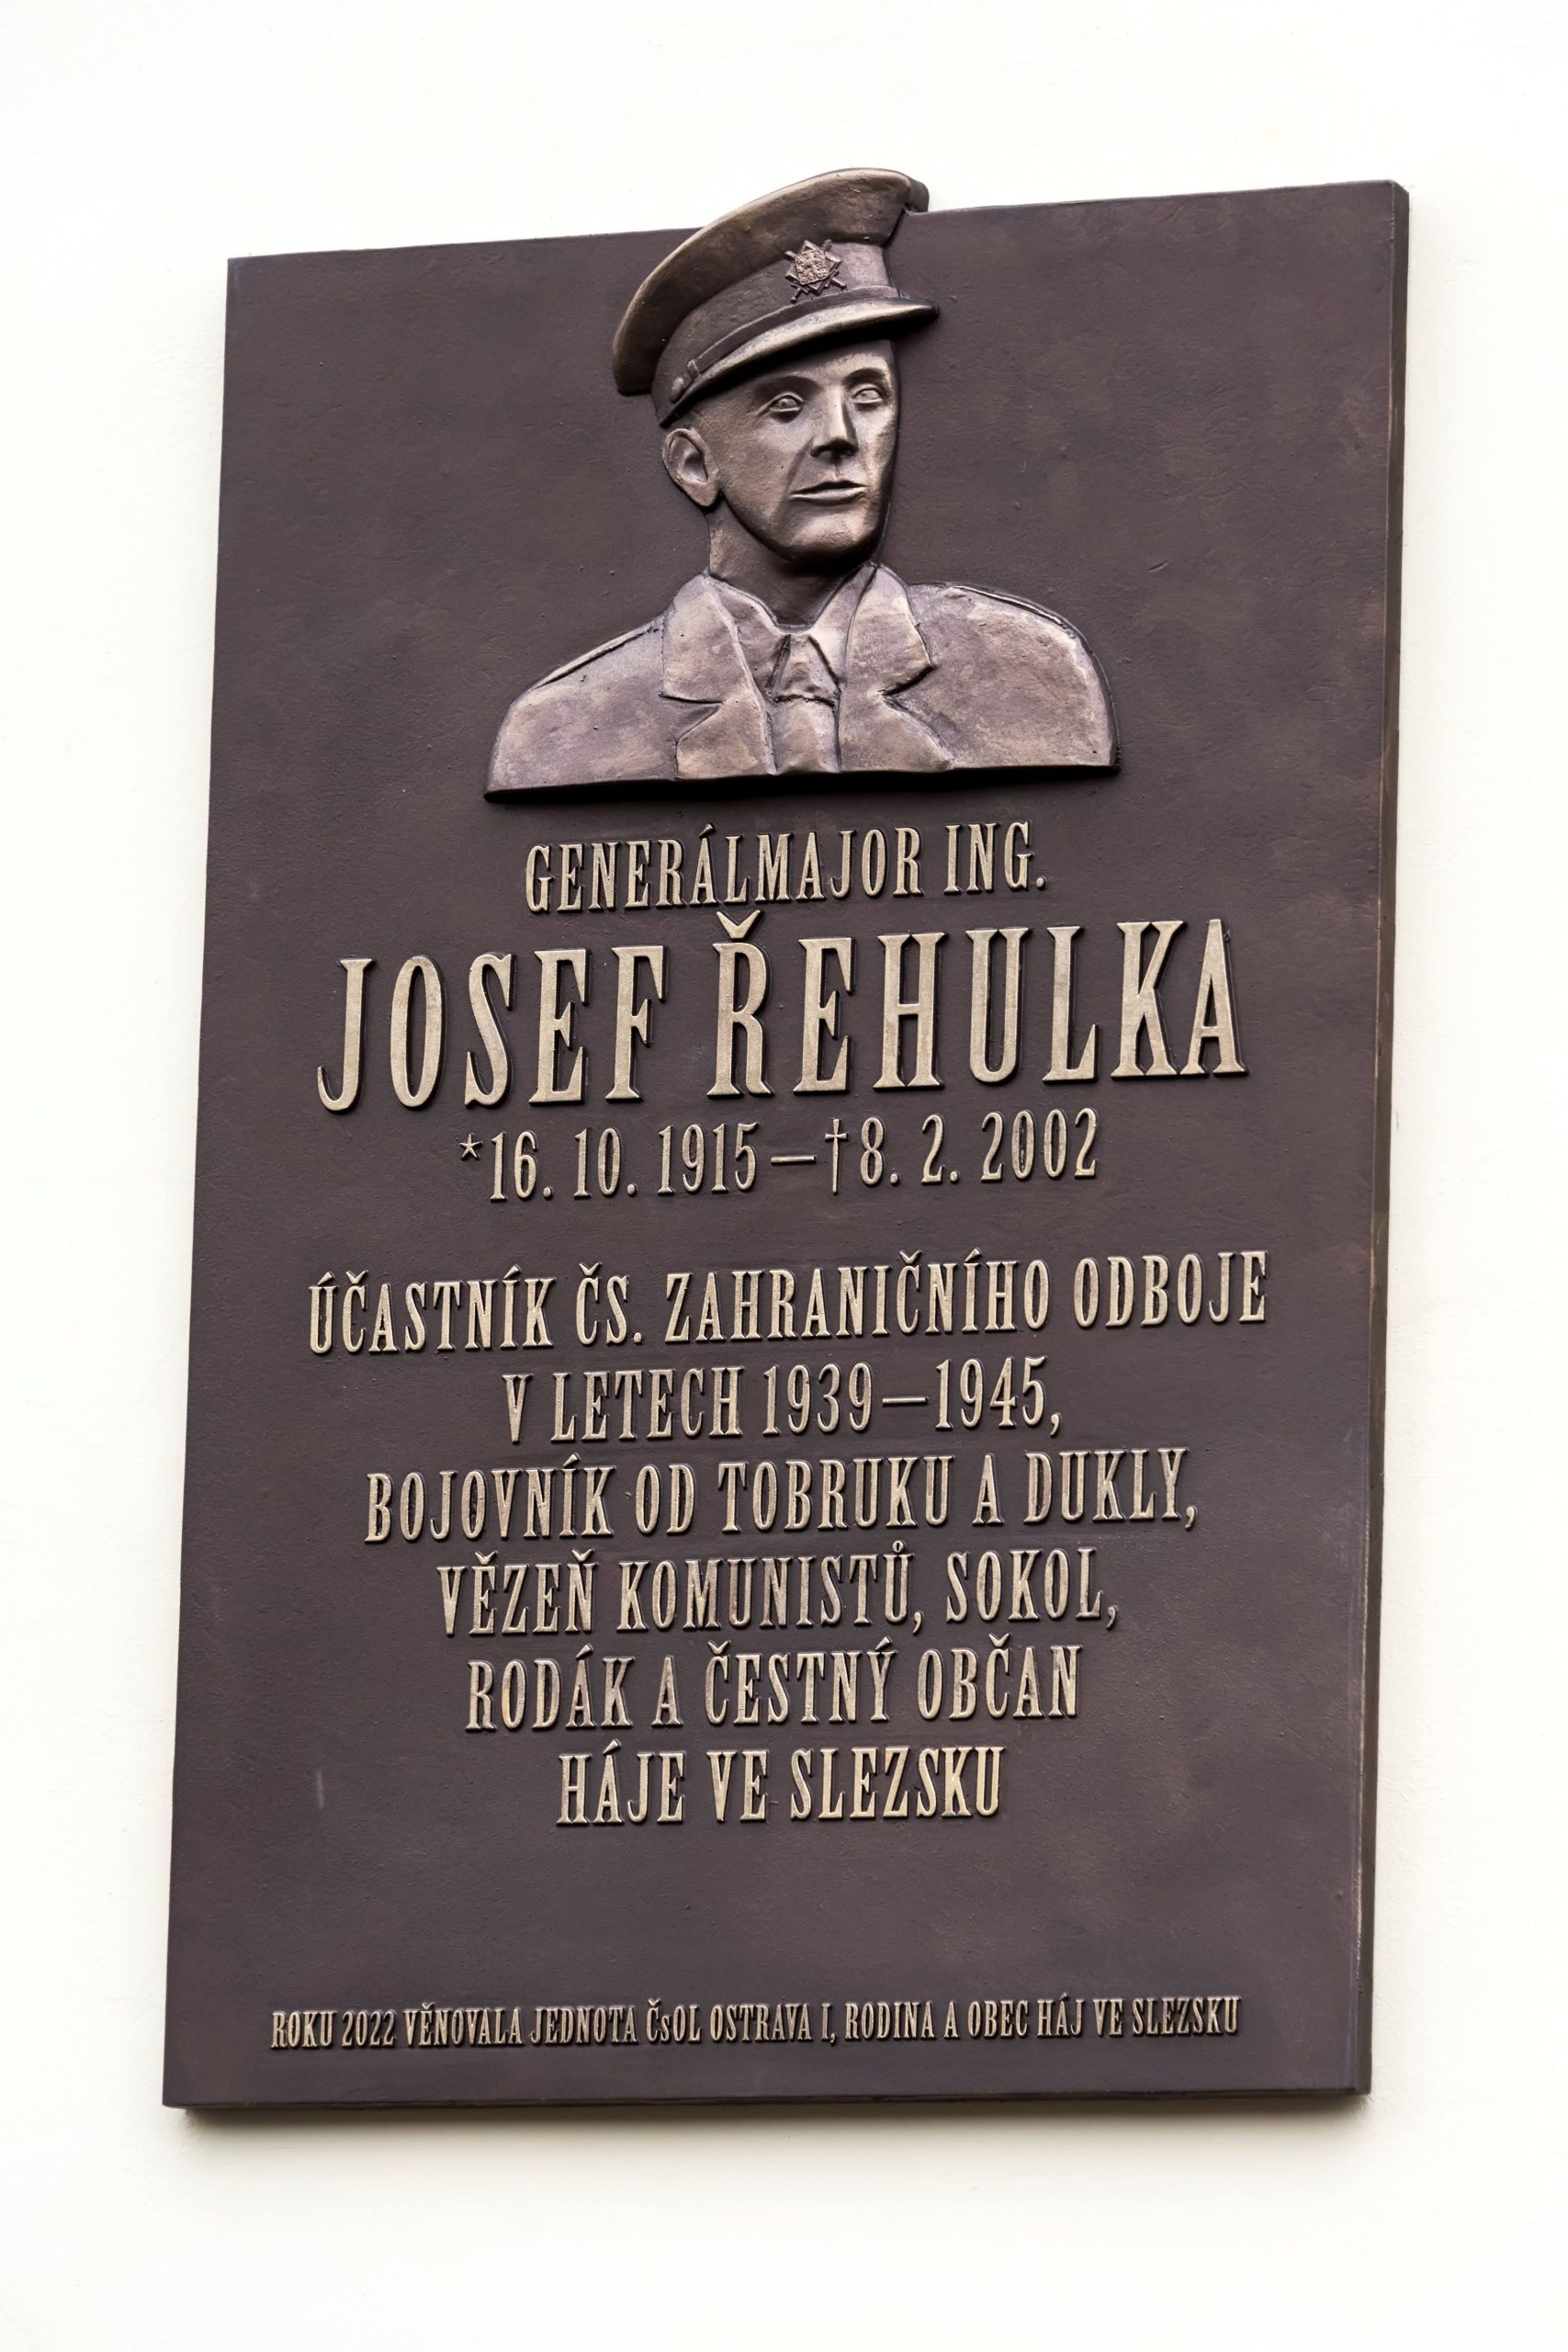 GENERÁLMAJOR ING.
JOSEF ŘEHULKA
*16. 10. 1915 – †8. 2. 2002
ÚČASTNÍK ČS. ZAHRANIČNÍHO ODBOJE
V LETECH 1939–1945,
BOJOVNÍK OD TOBRUKU A DUKLY,
VĚZEŇ KOMUNISTŮ, SOKOL,
RODÁK A ČESTNÝ OBČAN
HÁJE VE SLEZSKU
ROKU 2022 VĚNOVALA JEDNOTA ČsOL OSTRAVA I, RODINA A OBEC HÁJ VE SLEZSKU